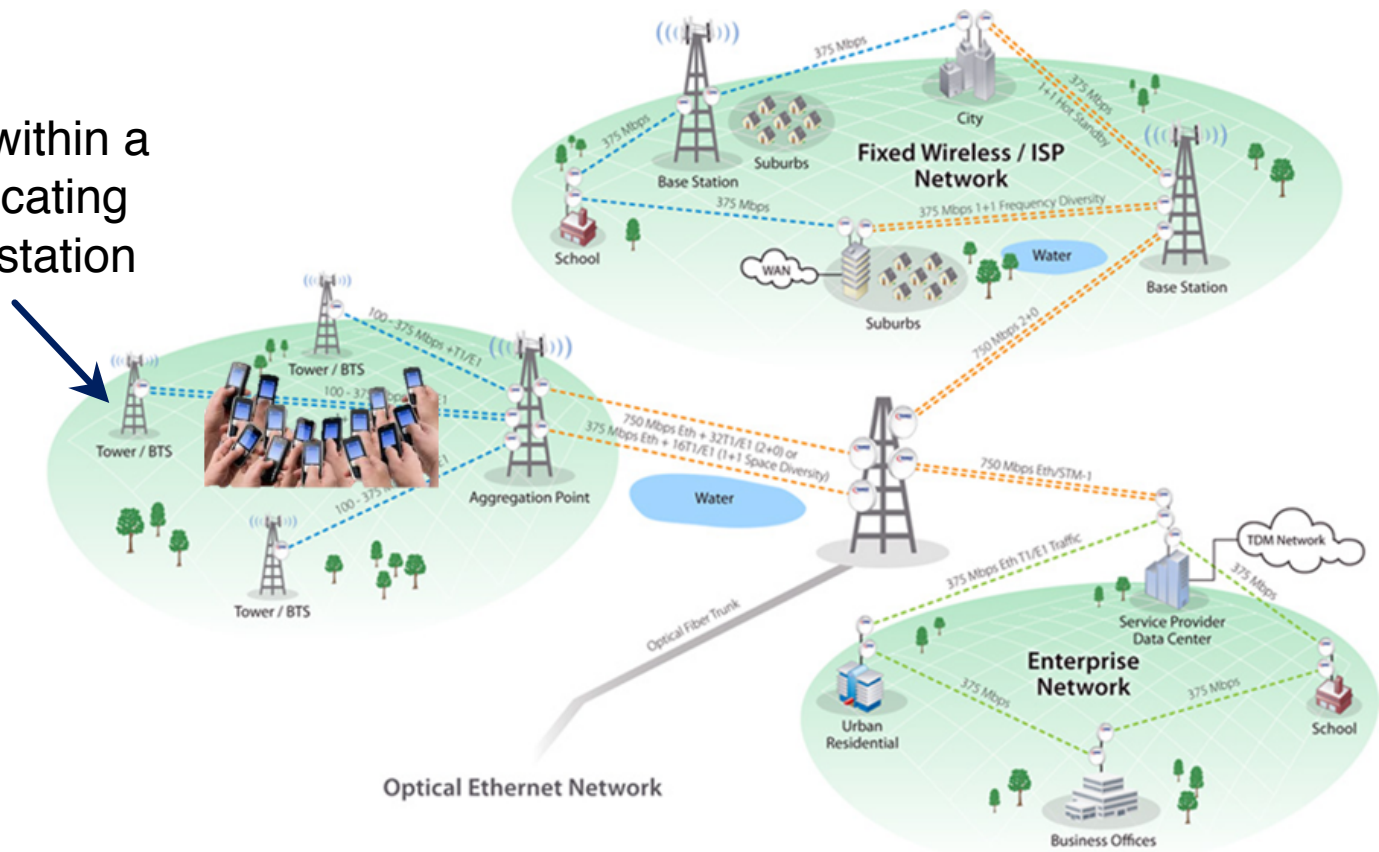 within a
cating
station
375 Mbps
City
375 Mbps
1+1 Hot Standby
375 Mbps
Suburbs
Base Station
Fixed Wireless / ISP
Network
375 Mbps
375 Mbps 1+1 Frequency Diversity
School
WAN
Water
Base Station
Suburbs
750 Mbps 2+0
100 - 375 Mbps +T1/E1
Tower / BTS
100 - 37
E1
Tower / BTS
100 - 375
Aggregation Point
Tower / BTS
750 Mbps Eth + 32T1/E1 (2+0) or
375 Mbps Eth + 16T1/E1 (1+1 Space Diversity)
Water
750 Mbps Eth/STM-1
TDM Network
375 Mbps Eth T1/E1 Traffic
375 Mbps
Optical Fiber Trunk
Service Provider
Data Center
Enterprise
Network
375 Mbps
375 Mbps
Urban
Residential
School
Optical Ethernet Network
Business Offices